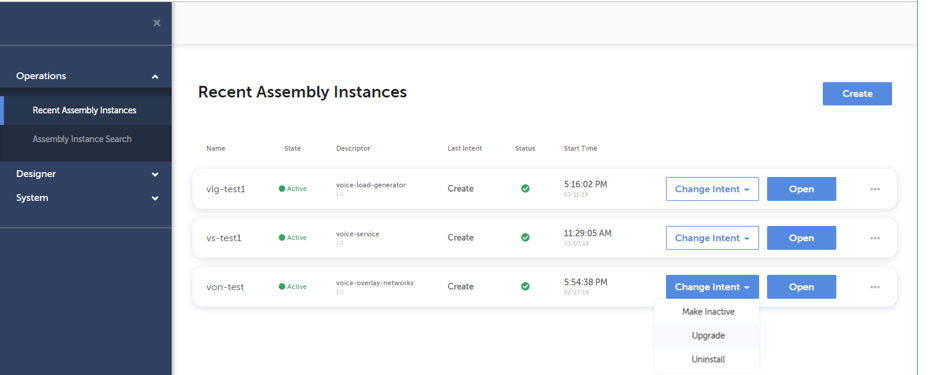 Operations
Recent Assembly Instances
Assembly Instance Search
Designer
System
Recent Assembly Instances
Create
Name State Descriptor Last Intent Status Start Time
vlg-test1 Active voice-load-generator 1.0 Create 5:16:02 PM 03/11/19 Change Intent Open
vs-test1 Active voice-service 1.0 Create 11:29:05 AM 03/07/19 Change Intent Open
von-test Active voice-overlay-networks 1.0 Create 5:54:38 PM 02/27/19 Change Intent Open
Make Inactive
Upgrade
Uninstall